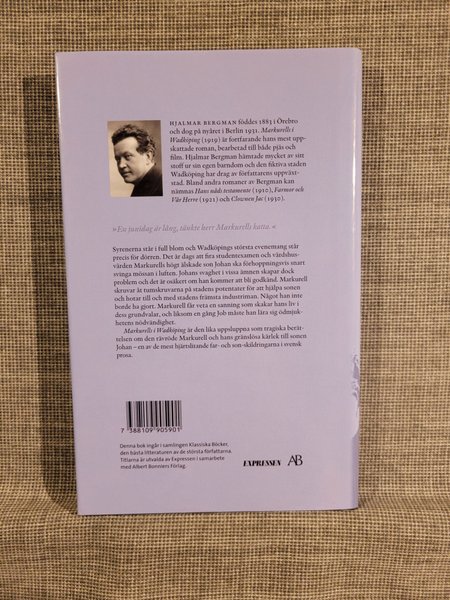 HJALMAR BERGMAN föddes 1883 i Örebro
och dog på nyåret i Berlin 1931. Markurells i
Wadköping (1919) är fortfarande hans mest upp-
skattade roman, bearbetad till både pjäs och
film. Hjalmar Bergman hämtade mycket av sitt
stoff ur sin egen barndom och den fiktiva staden
Wadköping har drag av författarens uppväxt-
stad. Bland andra romaner av Bergman kan
nämnas Hans nåds testamente (1910), Farmor och
Vår Herre (1921) och Clownen Jac (1930).
»En junidag är lång, tänkte herr Markurells katta.«
Syrenerna står i full blom och Wadköpings största evenemang står
precis för dörren. Det är dags att fira studentexamen och värdshus-
värden Markurells högt älskade son Johan ska förhoppningsvis snart
svinga mössan i luften. Johans svaghet i vissa ämnen skapar dock
problem och det är osäkert om han kommer att bli godkänd. Markurell
skruvar åt tumskruvarna på stadens potentater för att hjälpa sonen
och hotar till och med stadens främsta industriman. Något han inte
borde ha gjort. Markurell får veta en sanning som skakar hans liv i
dess grundvalar, och liksom en gång Job måste han lära sig ödmjuk-
hetens nödvändighet.
Markurells i Wadköping är den lika uppsluppna som tragiska berät-
telsen om den rävröde Markurell och hans gränslösa kärlek till sonen
Johan – en av de mest hjärtslitande far- och son-skildringarna i svensk
prosa.
7 388109 905901
Denna bok ingår i samlingen Klassiska Böcker,
den bästa litteraturen av de största författarna.
Titlarna är utvalda av Expressen i samarbete
med Albert Bonniers Förlag.
EXPRESSEN AB